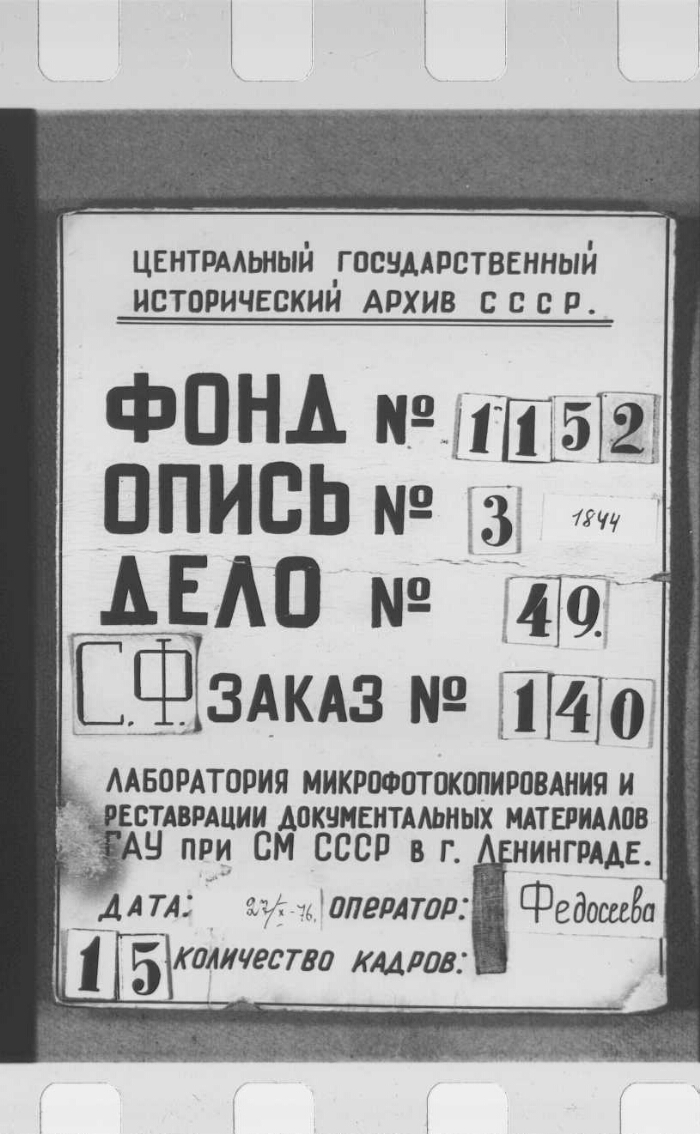 ЦЕНТРАЛЬНЫЙ ГОСУДАРСТВЕННЫЙ
ИСТОРИЧЕСКИЙ АРХИВ СССР.
ФОНД № 1152
ОПИСЬ № 3 1844
ДЕЛО № 49.
С.Ф. ЗАКАЗ № 140
ЛАБОРАТОРИЯ МИКРОФОТОКОПИРОВАНИЯ И
РЕСТАВРАЦИИ ДОКУМЕНТАЛЬНЫХ МАТЕРИАЛОВ
ГАУ при СМ СССР в г. ЛЕНИНГРАДЕ.
ДАТА: 27/X-76. ОПЕРАТОР: Федосеева
15 КОЛИЧЕСТВО КАДРОВ: